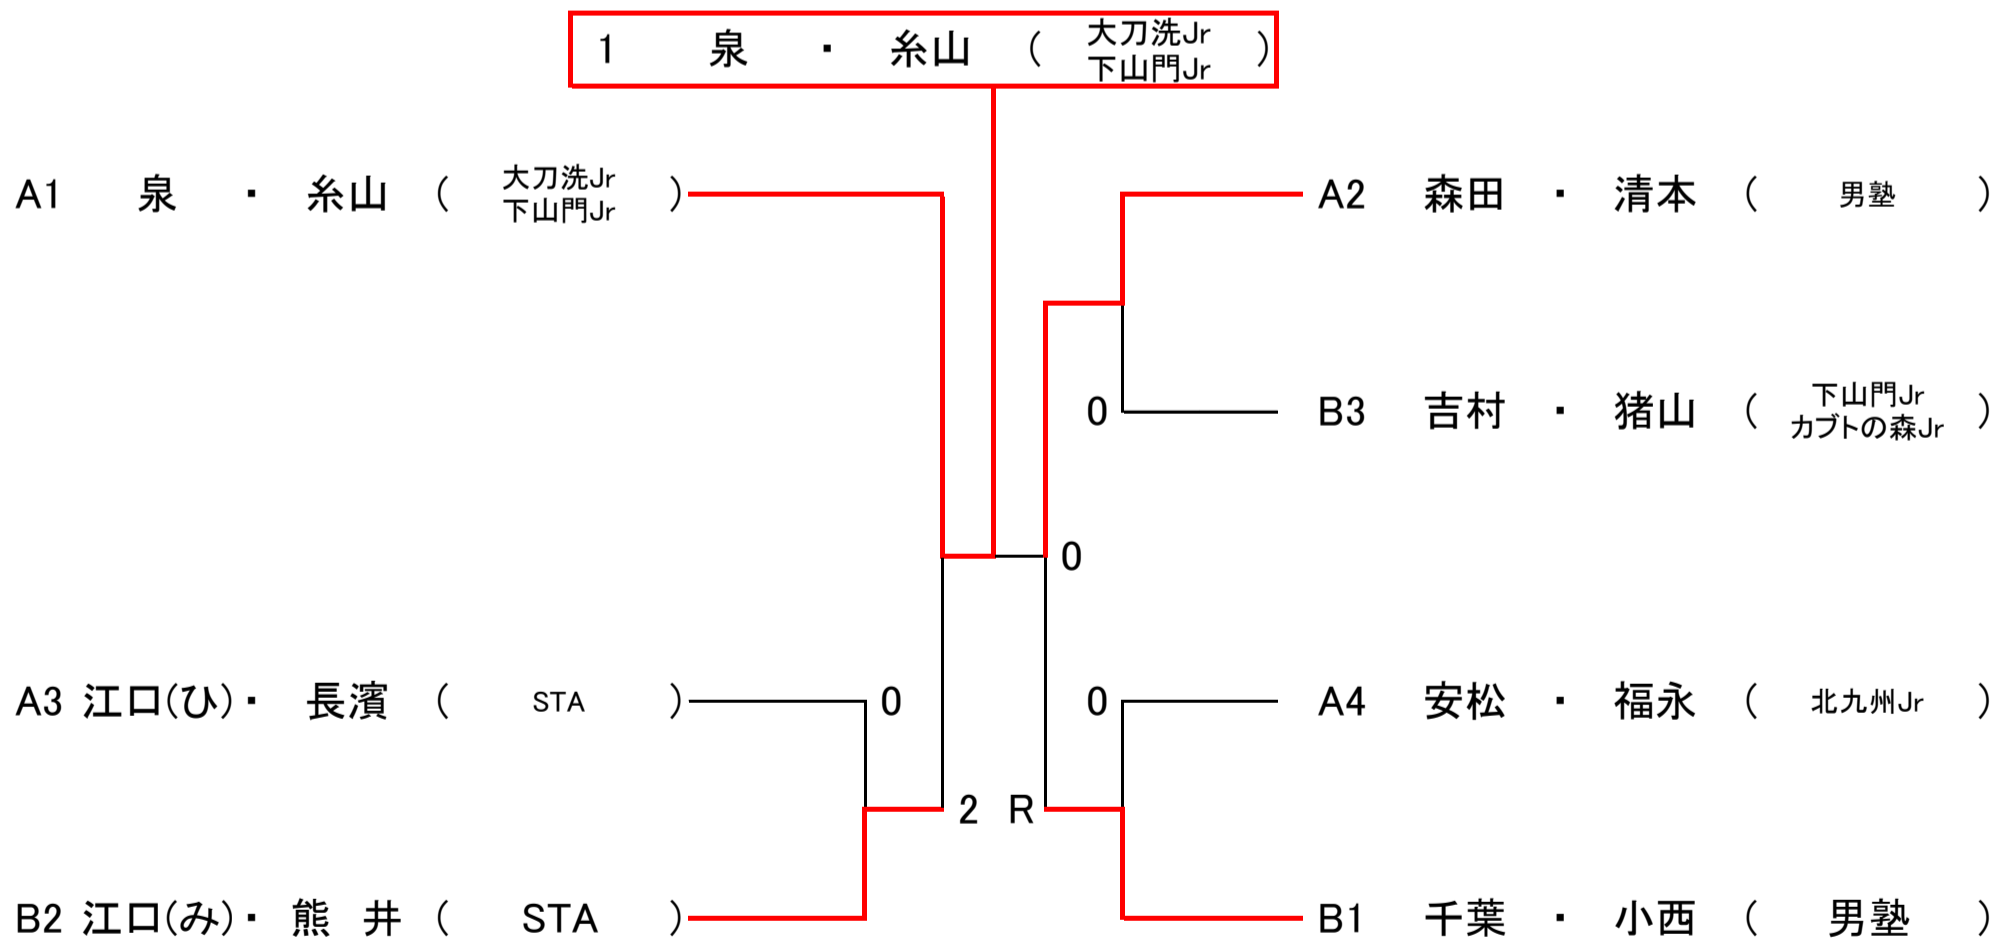 1 泉 ・ 糸山 ( 大刀洗Jr 下山門Jr )
A1 泉 ・ 糸山 ( 大刀洗Jr 下山門Jr )
A2 森田 ・ 清本 ( 男塾 )
0 B3 吉村 ・ 猪山 ( 下山門Jr カブトの森Jr )
0
A3 江口(ひ)・ 長濱 ( STA ) 0
0 A4 安松 ・ 福永 ( 北九州Jr )
2 R
B2 江口(み)・ 熊 井 ( STA )
B1 千葉 ・ 小西 ( 男塾 )